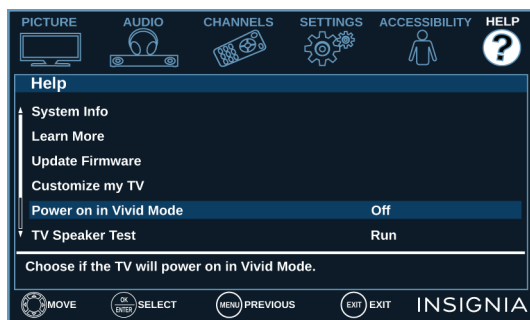 PICTURE AUDIO CHANNELS SETTINGS ACCESSIBILITY HELP
?
Help
System Info
Learn More
Update Firmware
Customize my TV
Power on in Vivid Mode Off
TV Speaker Test Run
Choose if the TV will power on in Vivid Mode.
MOVE OK ENTER SELECT MENU PREVIOUS EXIT EXIT INSIGNIA